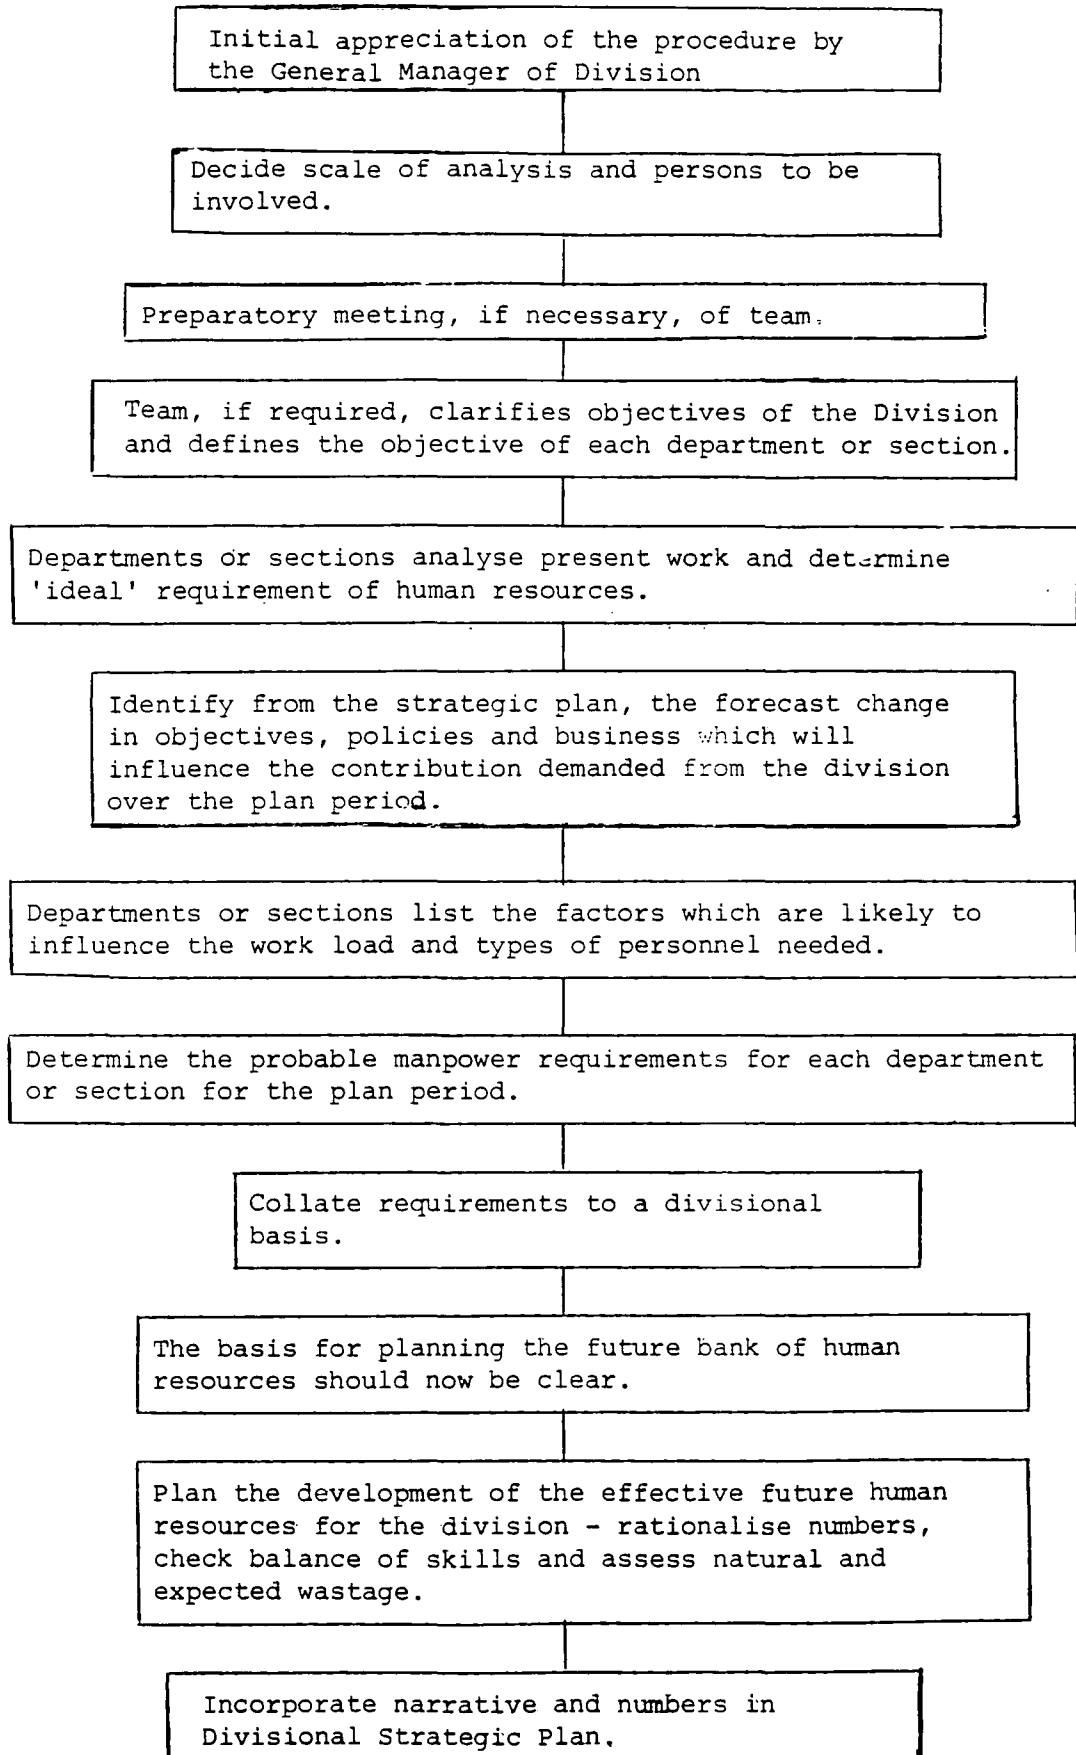 Initial appreciation of the procedure by
the General Manager of Division
Decide scale of analysis and persons to be
involved.
Preparatory meeting, if necessary, of team.
Team, if required, clarifies objectives of the Division
and defines the objective of each department or section.
Departments or sections analyse present work and determine
'ideal' requirement of human resources.
Identify from the strategic plan, the forecast change
in objectives, policies and business which will
influence the contribution demanded from the division
over the plan period.
Departments or sections list the factors which are likely to
influence the work load and types of personnel needed.
Determine the probable manpower requirements for each department
or section for the plan period.
Collate requirements to a divisional
basis.
The basis for planning the future bank of human
resources should now be clear.
Plan the development of the effective future human
resources for the division - rationalise numbers,
check balance of skills and assess natural and
expected wastage.
Incorporate narrative and numbers in
Divisional Strategic Plan.